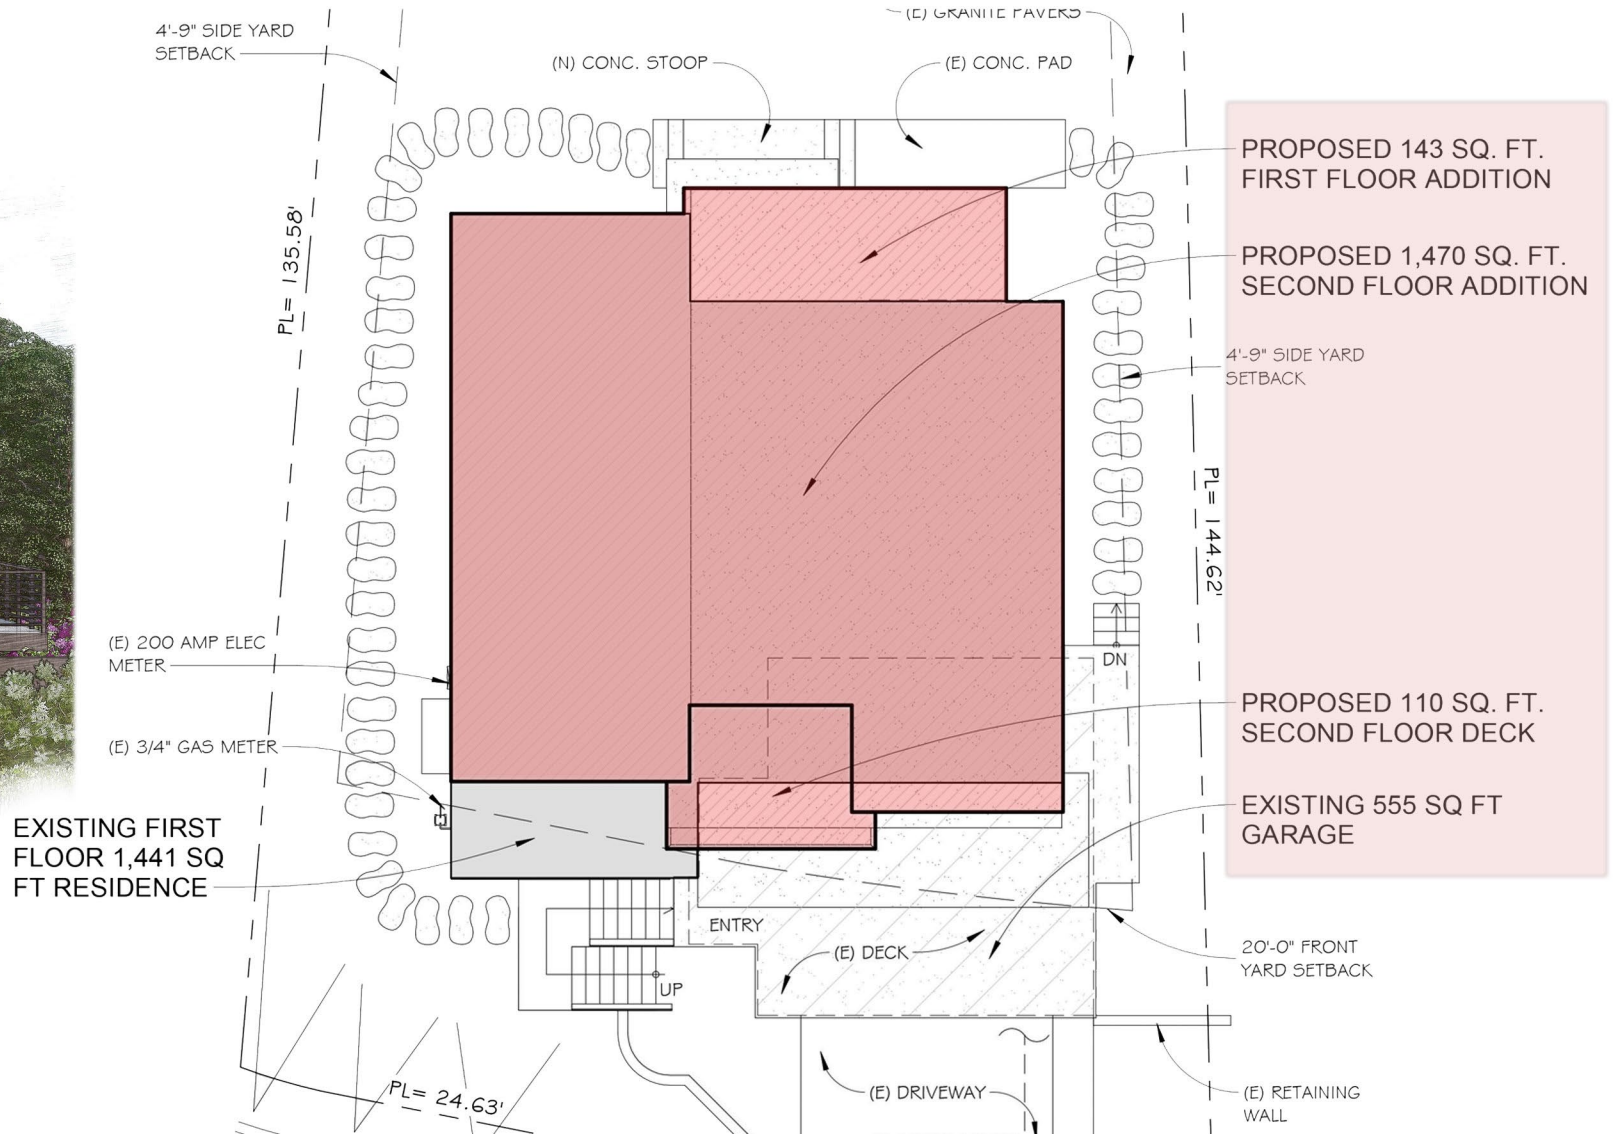 4'-9" SIDE YARD
SETBACK
(E) GRANITE PAVERS
(N) CONC. STOOP
(E) CONC. PAD
PROPOSED 143 SQ. FT.
FIRST FLOOR ADDITION
PROPOSED 1,470 SQ. FT.
SECOND FLOOR ADDITION
PL= 135.58'
4'-9" SIDE YARD
SETBACK
PL= 144.62'
(E) 200 AMP ELEC
METER
DN
PROPOSED 110 SQ. FT.
SECOND FLOOR DECK
(E) 3/4" GAS METER
EXISTING 555 SQ FT
GARAGE
EXISTING FIRST
FLOOR 1,441 SQ
FT RESIDENCE
ENTRY
(E) DECK
20'-0" FRONT
YARD SETBACK
UP
PL= 24.63'
(E) DRIVEWAY
(E) RETAINING
WALL